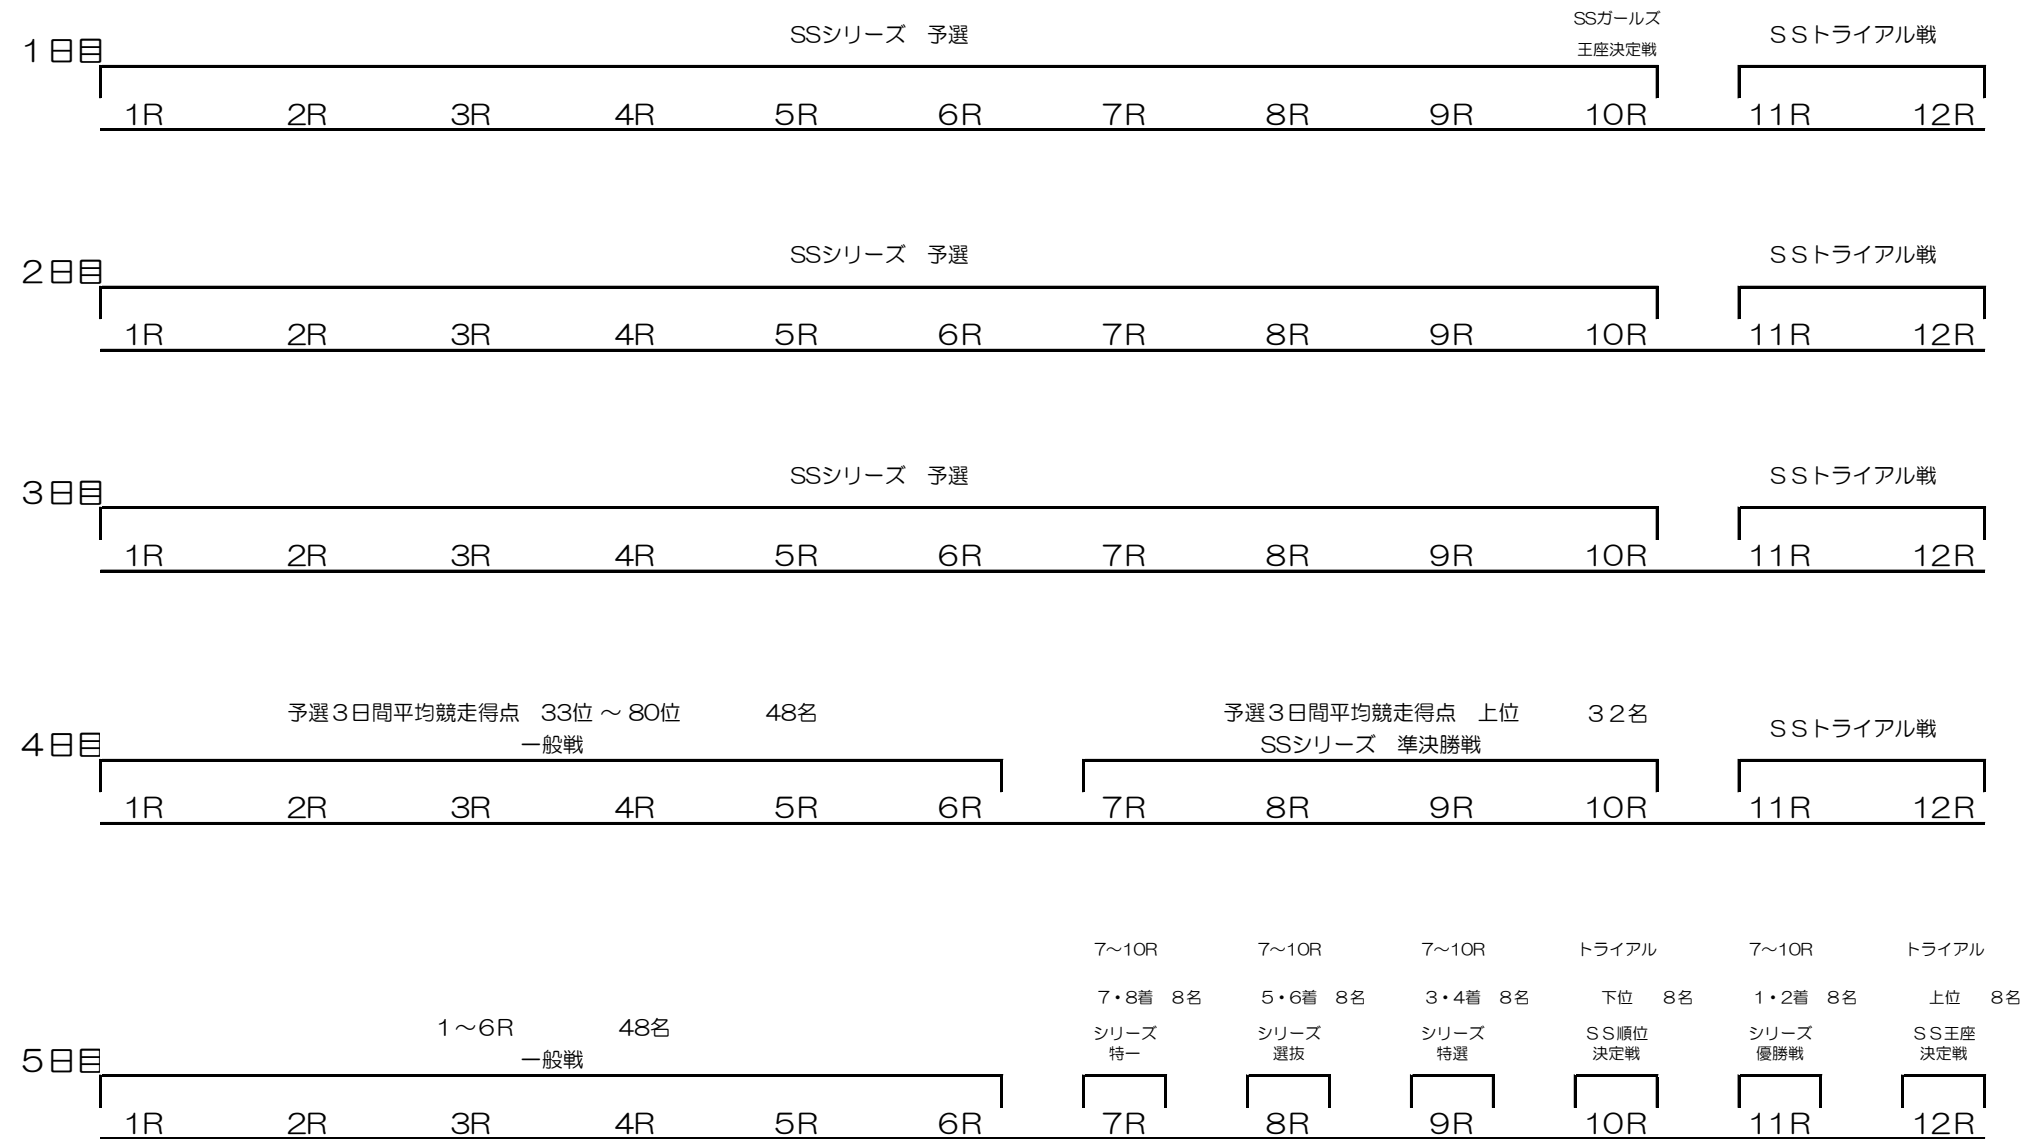 SSシリーズ　予選
SSガールズ
王座決定戦
ＳＳトライアル戦
１日目
1R 2R 3R 4R 5R 6R 7R 8R 9R 10R 11R 12R
SSシリーズ　予選
ＳＳトライアル戦
２日目
1R 2R 3R 4R 5R 6R 7R 8R 9R 10R 11R 12R
SSシリーズ　予選
ＳＳトライアル戦
３日目
1R 2R 3R 4R 5R 6R 7R 8R 9R 10R 11R 12R
予選３日間平均競走得点　33位 ～ 80位　48名
一般戦
予選３日間平均競走得点　上位　３２名
SSシリーズ　準決勝戦
ＳＳトライアル戦
４日目
1R 2R 3R 4R 5R 6R 7R 8R 9R 10R 11R 12R
５日目
1～6R　48名
一般戦
7～10R
7・8着　8名
シリーズ
特一
7～10R
5・6着　8名
シリーズ
選抜
7～10R
3・4着　8名
シリーズ
特選
トライアル
下位　8名
ＳＳ順位
決定戦
7～10R
1・2着　8名
シリーズ
優勝戦
トライアル
上位　8名
ＳＳ王座
決定戦
1R 2R 3R 4R 5R 6R 7R 8R 9R 10R 11R 12R